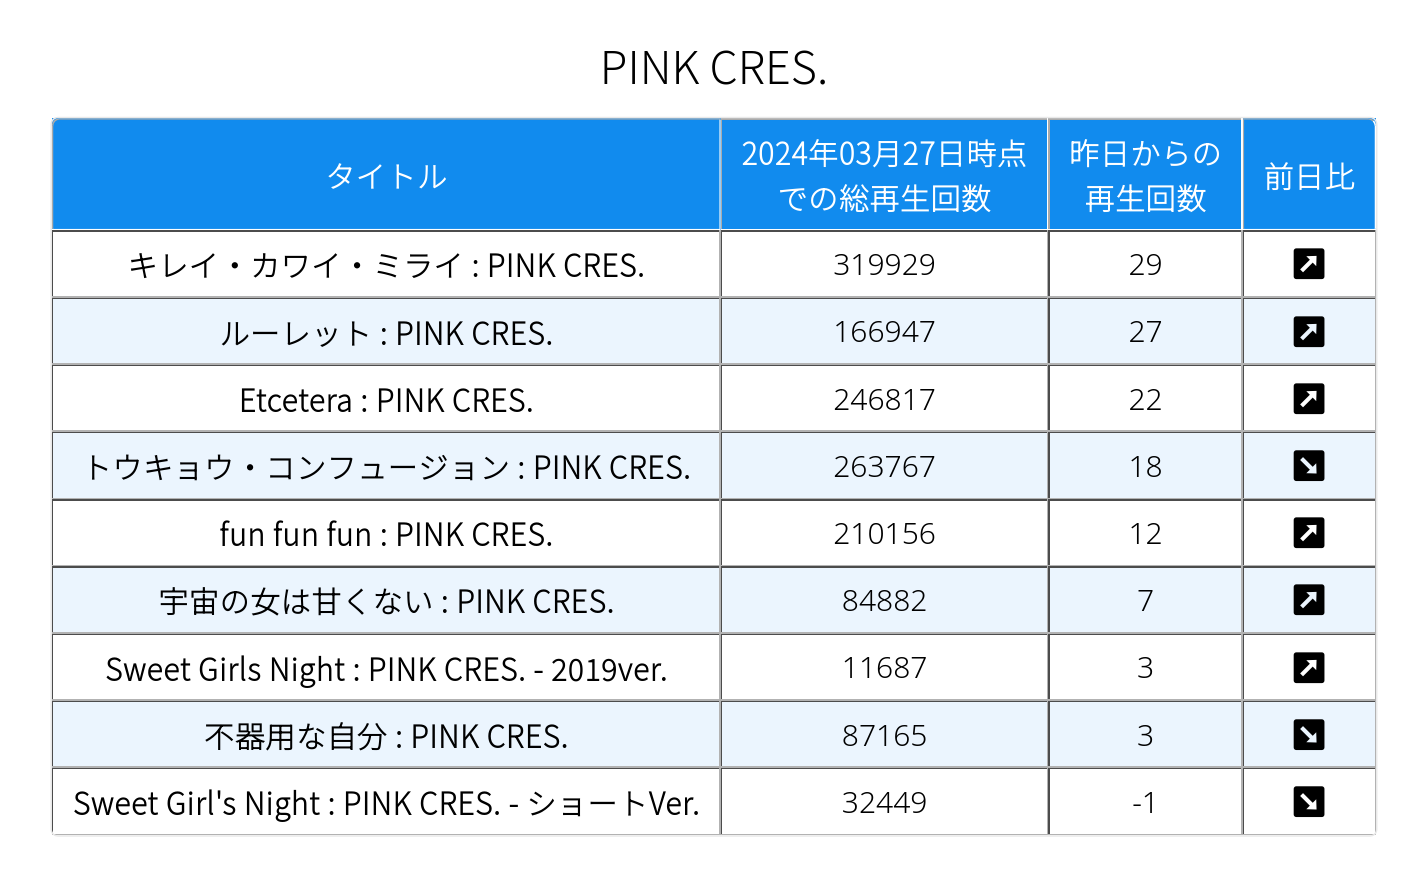 PINK CRES.
タイトル
2024年03月27日時点
での総再生回数
昨日からの
再生回数
前日比
キレイ・カワイ・ミライ : PINK CRES. 319929 29 ↗
ルーレット : PINK CRES. 166947 27 ↗
Etcetera : PINK CRES. 246817 22 ↗
トウキョウ・コンフュージョン : PINK CRES. 263767 18 ↘
fun fun fun : PINK CRES. 210156 12 ↗
宇宙の女は甘くない : PINK CRES. 84882 7 ↗
Sweet Girls Night : PINK CRES. - 2019ver. 11687 3 ↗
不器用な自分 : PINK CRES. 87165 3 ↘
Sweet Girl's Night : PINK CRES. - ショートVer. 32449 -1 ↘